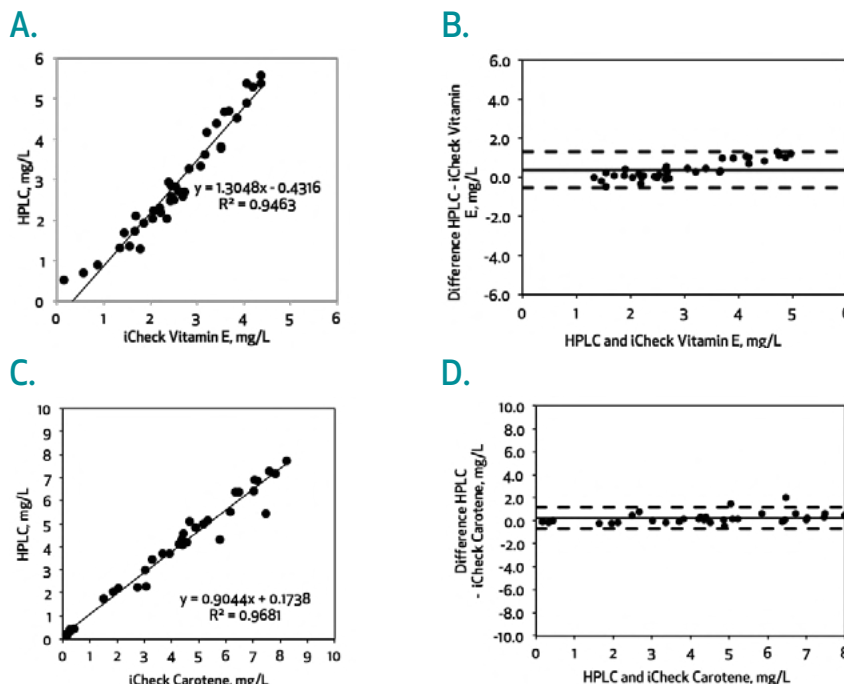 A.
HPLC, mg/L
6
5
4
3
2
1
0
y = 1.3048x - 0.4316
R² = 0.9463
0 1 2 3 4 5 6
iCheck Vitamin E, mg/L
B.
Difference HPLC - iCheck Vitamin
E, mg/L
6.0
4.0
2.0
0.0
-2.0
-4.0
-6.0
0 1 2 3 4 5 6
HPLC and iCheck Vitamin E, mg/L
C.
HPLC, mg/L
10
9
8
7
6
5
4
3
2
1
0
y = 0.9044x + 0.1738
R² = 0.9681
0 1 2 3 4 5 6 7 8 9 10
iCheck Carotene, mg/L
D.
Difference HPLC
- iCheck Carotene, mg/L
10.0
8.0
6.0
4.0
2.0
0.0
-2.0
-4.0
-6.0
-8.0
-10.0
0 1 2 3 4 5 6 7 8
HPLC and iCheck Carotene, mg/L